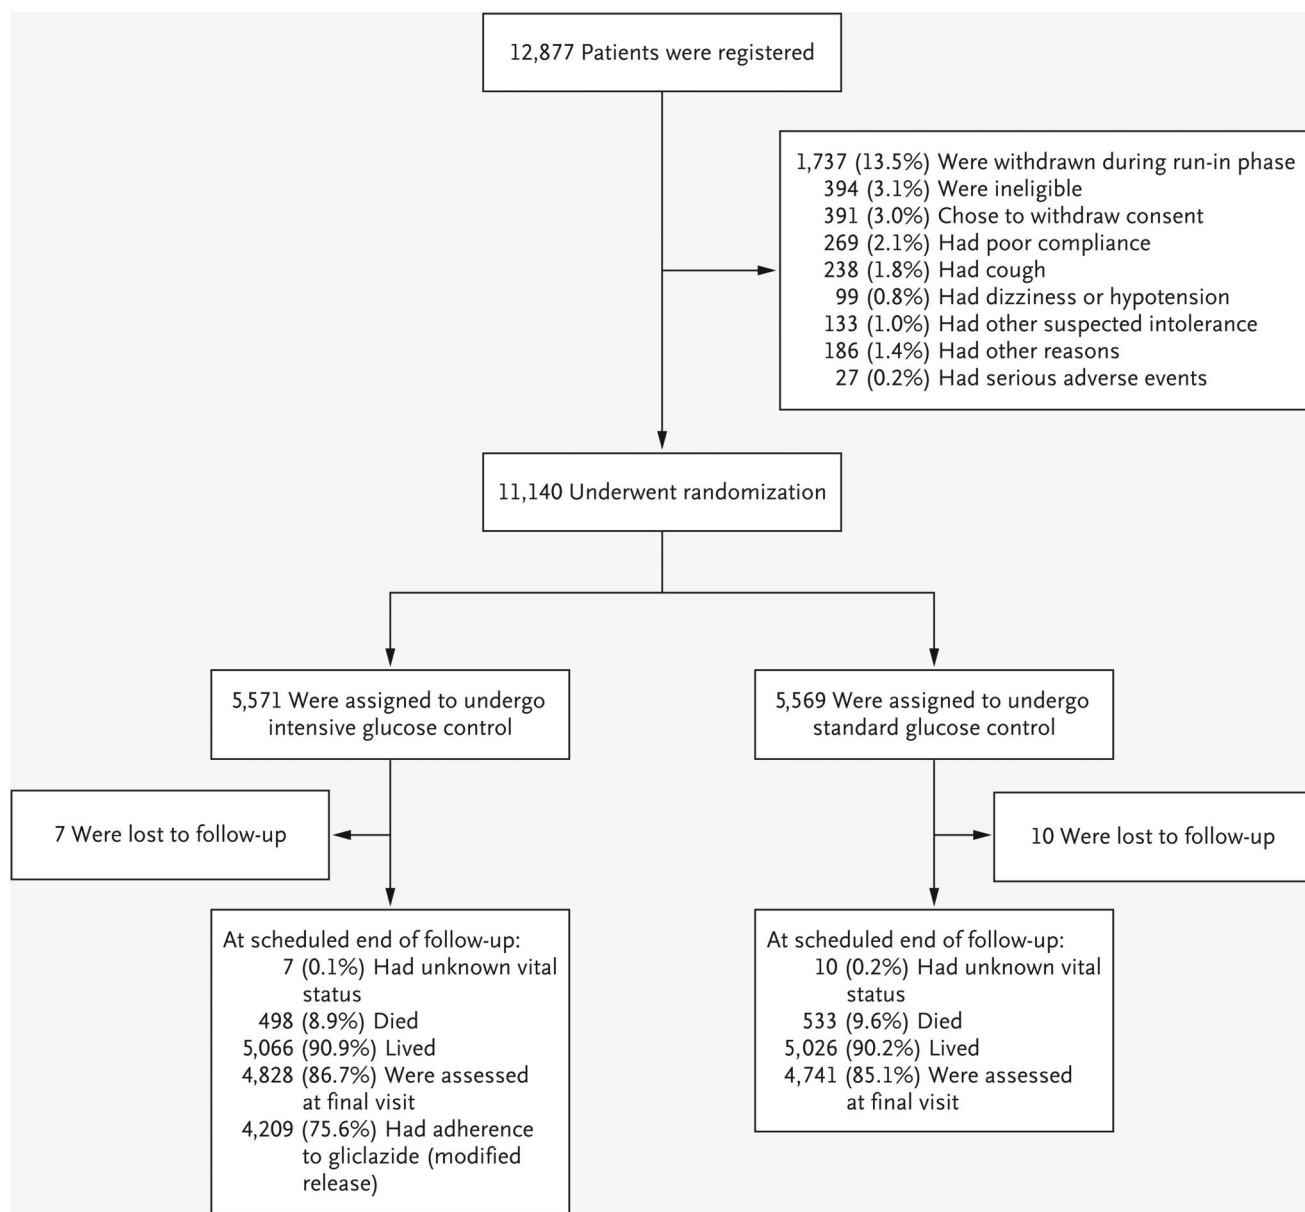 12,877 Patients were registered
1,737 (13.5%) Were withdrawn during run-in phase
394 (3.1%) Were ineligible
391 (3.0%) Chose to withdraw consent
269 (2.1%) Had poor compliance
238 (1.8%) Had cough
99 (0.8%) Had dizziness or hypotension
133 (1.0%) Had other suspected intolerance
186 (1.4%) Had other reasons
27 (0.2%) Had serious adverse events
11,140 Underwent randomization
5,571 Were assigned to undergo
intensive glucose control
5,569 Were assigned to undergo
standard glucose control
7 Were lost to follow-up
10 Were lost to follow-up
At scheduled end of follow-up:
7 (0.1%) Had unknown vital
status
498 (8.9%) Died
5,066 (90.9%) Lived
4,828 (86.7%) Were assessed
at final visit
4,209 (75.6%) Had adherence
to gliclazide (modified
release)
At scheduled end of follow-up:
10 (0.2%) Had unknown vital
status
533 (9.6%) Died
5,026 (90.2%) Lived
4,741 (85.1%) Were assessed
at final visit